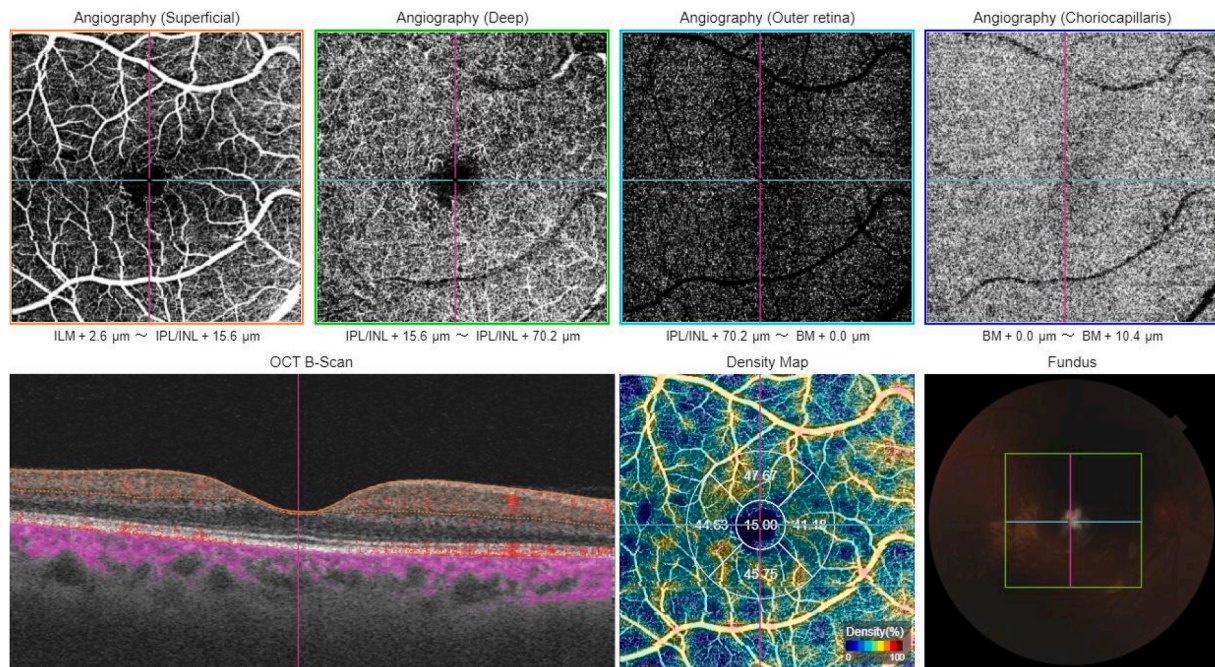 Angiography (Superficial)
Angiography (Deep)
Angiography (Outer retina)
Angiography (Choriocapillaris)
ILM + 2.6 μm ～ IPL/INL + 15.6 μm
IPL/INL + 15.6 μm ～ IPL/INL + 70.2 μm
IPL/INL + 70.2 μm ～ BM + 0.0 μm
BM + 0.0 μm ～ BM + 10.4 μm
OCT B-Scan
Density Map
Fundus
47.67
44.53 15.00 41.18
45.75
Density(%)
0 100